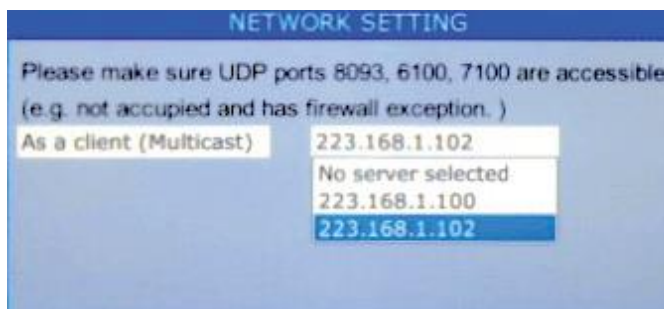 NETWORK SETTING
Please make sure UDP ports 8093, 6100, 7100 are accessible
(e.g. not accupied and has firewall exception. )
As a client (Multicast) 223.168.1.102
No server selected
223.168.1.100
223.168.1.102